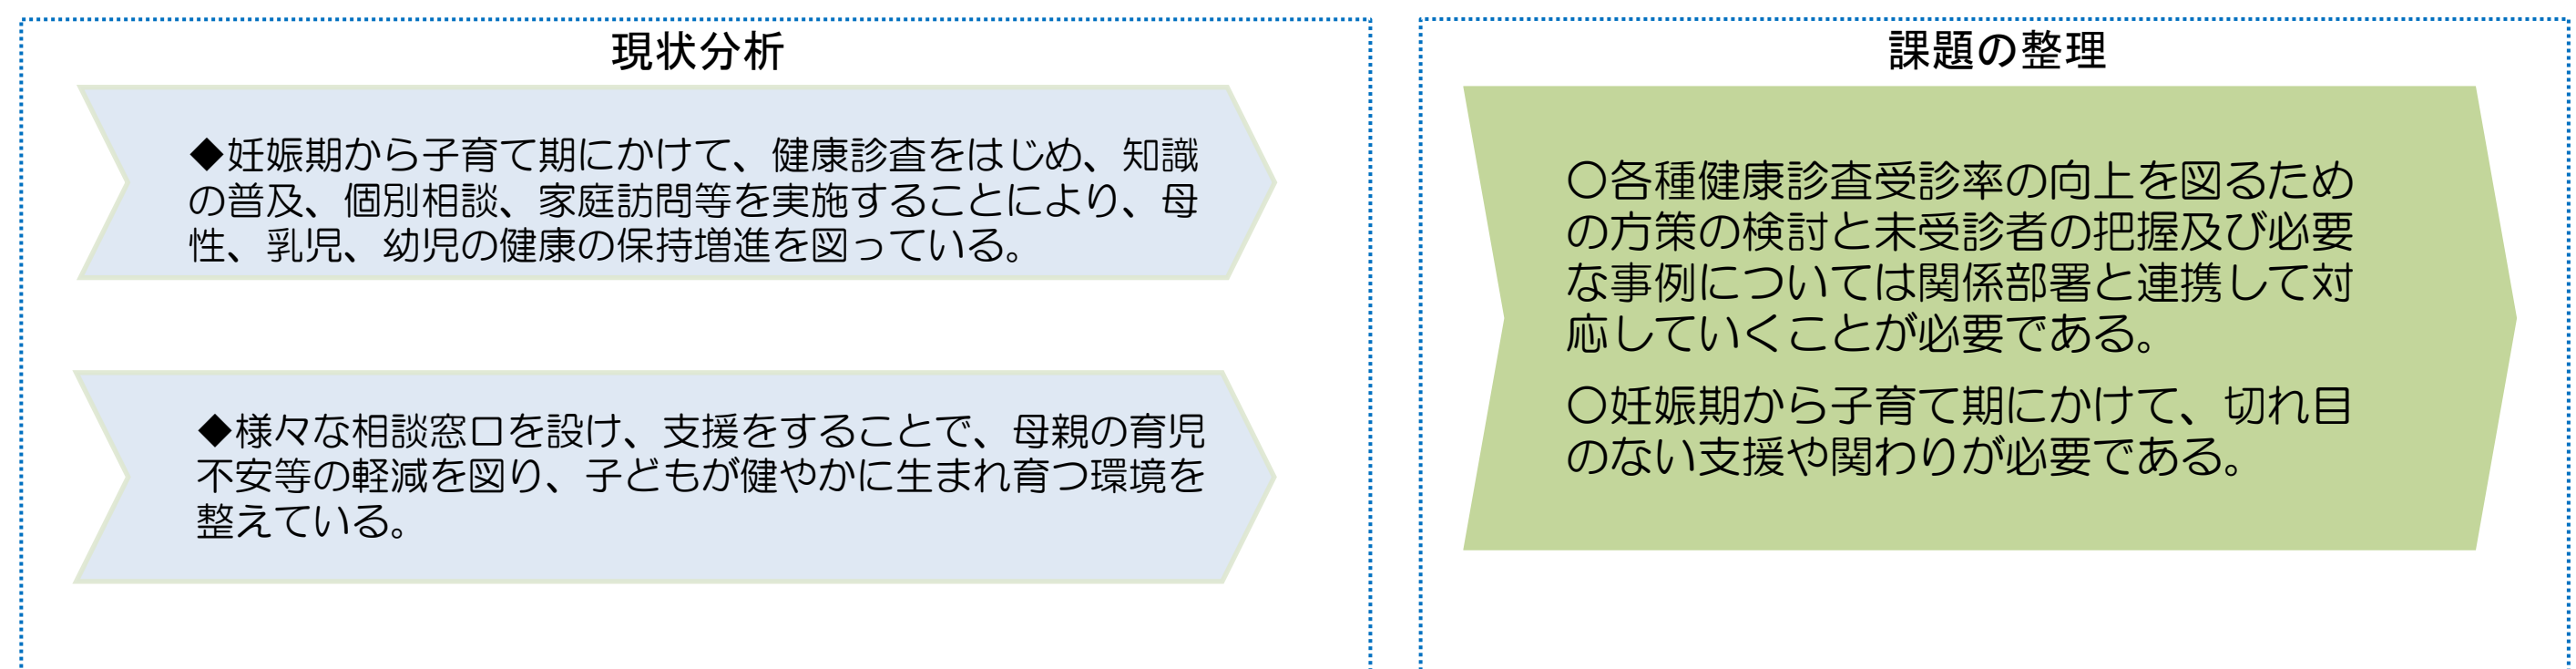 現状分析
◆妊娠期から子育て期にかけて、健康診査をはじめ、知識
の普及、個別相談、家庭訪問等を実施することにより、母
性、乳児、幼児の健康の保持増進を図っている。
◆様々な相談窓口を設け、支援をすることで、母親の育児
不安等の軽減を図り、子どもが健やかに生まれ育つ環境を
整えている。
課題の整理
〇各種健康診査受診率の向上を図るため
の方策の検討と未受診者の把握及び必要
な事例については関係部署と連携して対
応していくことが必要である。
〇妊娠期から子育て期にかけて、切れ目
のない支援や関わりが必要である。